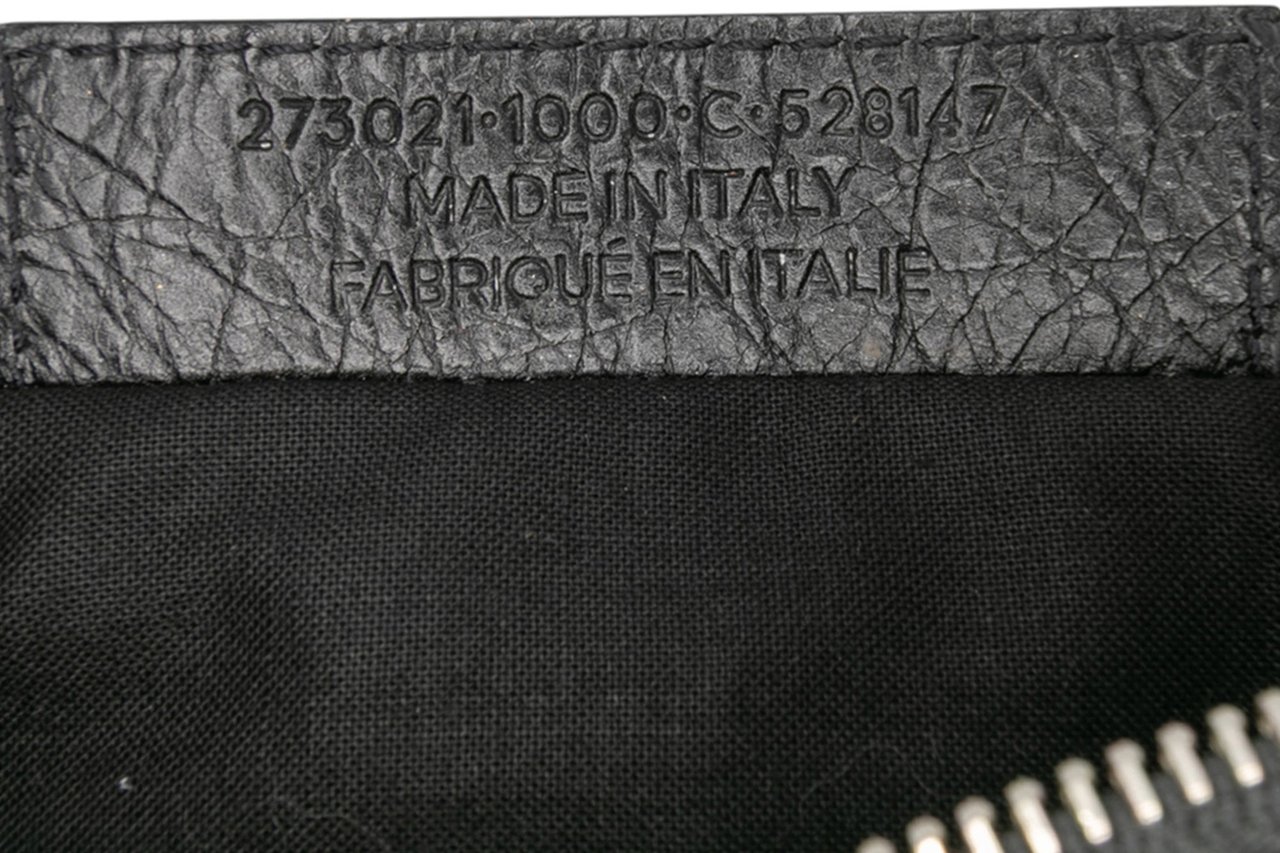 273021·1000·C·528147
MADE IN ITALY
FABRIQUÉ EN ITALIE